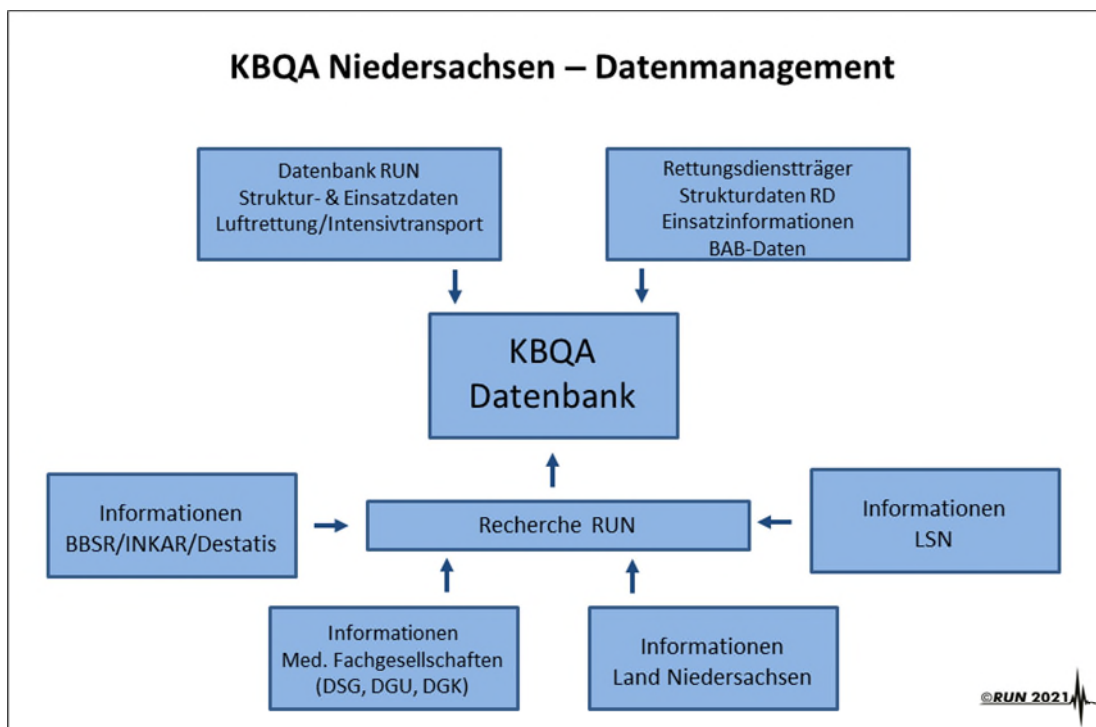 KBQA Niedersachsen – Datenmanagement
Datenbank RUN
Struktur- & Einsatzdaten
Luftrettung/Intensivtransport
Rettungsdienstträger
Strukturdaten RD
Einsatzinformationen
BAB-Daten
KBQA
Datenbank
Informationen
BBSR/INKAR/Destatis
Recherche RUN
Informationen
LSN
Informationen
Med. Fachgesellschaften
(DSG, DGU, DGK)
Informationen
Land Niedersachsen
©RUN 2021